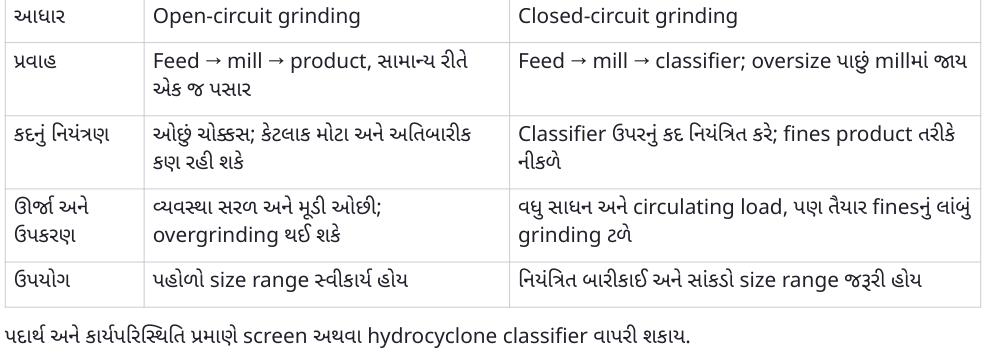 આધાર
Open-circuit grinding
Closed-circuit grinding
પ્રવાહ
Feed → mill → product, સામાન્ય રીતે
એક જ પસાર
Feed → mill → classifier; oversize પાછું millમાં જાય
કદનું નિયંત્રણ
ઓછું ચોક્કસ; કેટલાક મોટા અને અતિબારીક
કણ રહી શકે
Classifier ઉપરનું કદ નિયંત્રિત કરે; fines product તરીકે
નીકળે
ઊર્જા અને
ઉપકરણ
વ્યવસ્થા સરળ અને મૂડી ઓછી;
overgrinding થઈ શકે
વધુ સાધન અને circulating load, પણ તૈયાર finesનું લાંબું
grinding ટળે
ઉપયોગ
પહોળો size range સ્વીકાર્ય હોય
નિયંત્રિત બારીકાઈ અને સાંકડો size range જરૂરી હોય
પદાર્થ અને કાર્યપરિસ્થિતિ પ્રમાણે screen અથવા hydrocyclone classifier વાપરી શકાય.